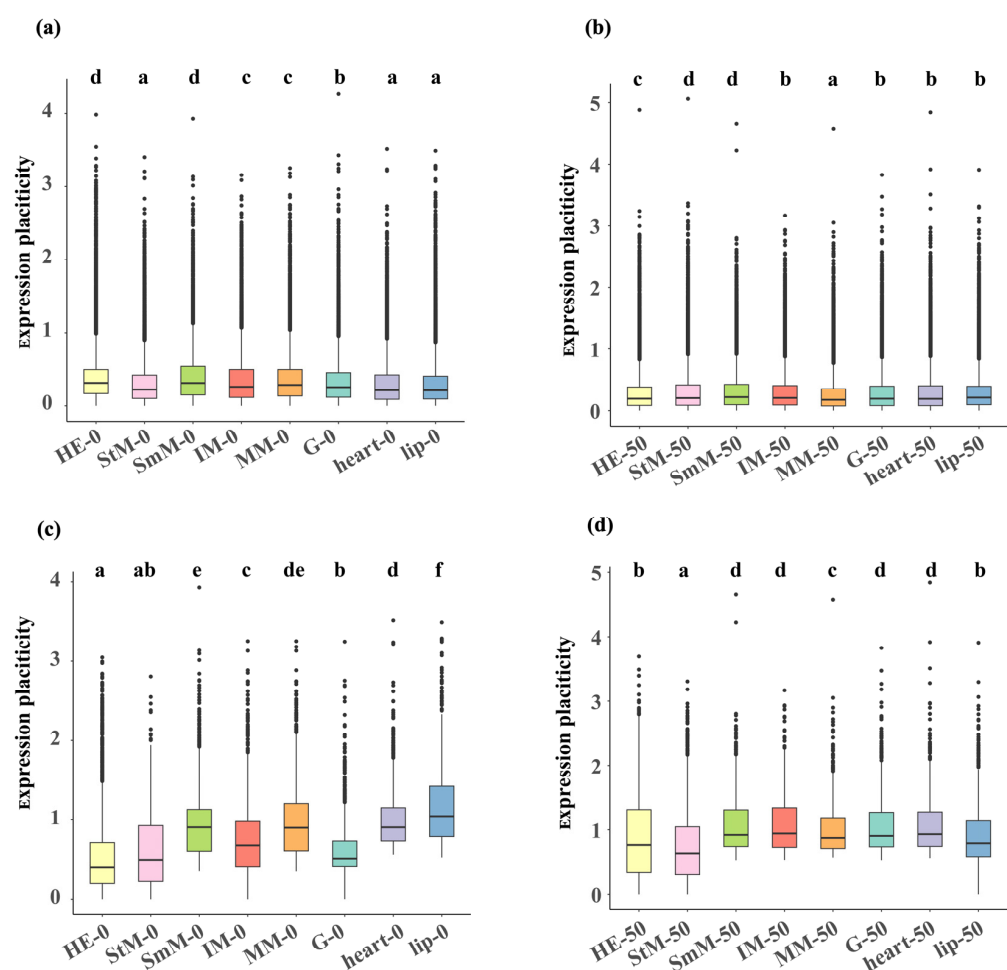 (a)
d a d c c b a a
Expression placiticity
4
3
2
1
0
HE-0 StM-0 SmM-0 IM-0 MM-0 G-0 heart-0 lip-0
(b)
c d d b a b b b
Expression placiticity
5
4
3
2
1
0
HE-50 StM-50 SmM-50 IM-50 MM-50 G-50 heart-50 lip-50
(c)
a ab e c de b d f
Expression placiticity
4
3
2
1
0
HE-0 StM-0 SmM-0 IM-0 MM-0 G-0 heart-0 lip-0
(d)
b a d d c d d b
Expression placiticity
5
4
3
2
1
0
HE-50 StM-50 SmM-50 IM-50 MM-50 G-50 heart-50 lip-50